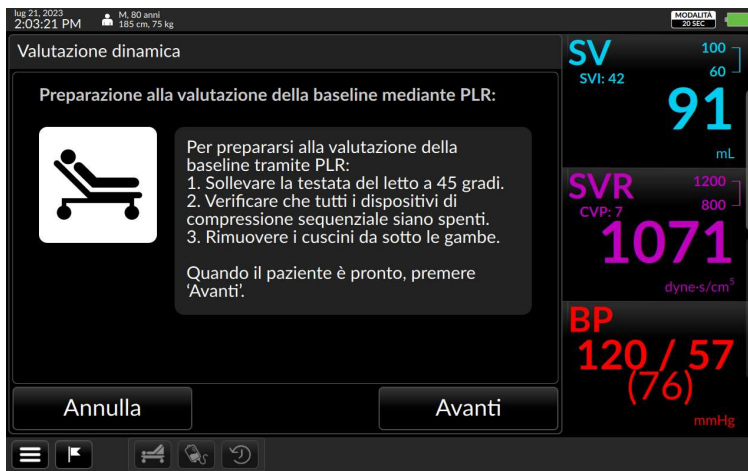 lug 21, 2023
2:03:21 PM
M, 80 anni
185 cm, 75 kg
MODALITÀ
20 SEC
Valutazione dinamica
Preparazione alla valutazione della baseline mediante PLR:
Per prepararsi alla valutazione della
baseline tramite PLR:
1. Sollevare la testata del letto a 45 gradi.
2. Verificare che tutti i dispositivi di
compressione sequenziale siano spenti.
3. Rimuovere i cuscini da sotto le gambe.
Quando il paziente è pronto, premere
‘Avanti’.
Annulla
Avanti
SV
100
60
SVI: 42
91
mL
SVR
1200
800
CVP: 7
1071
dyne·s/cm⁵
BP
120 / 57
(76)
mmHg